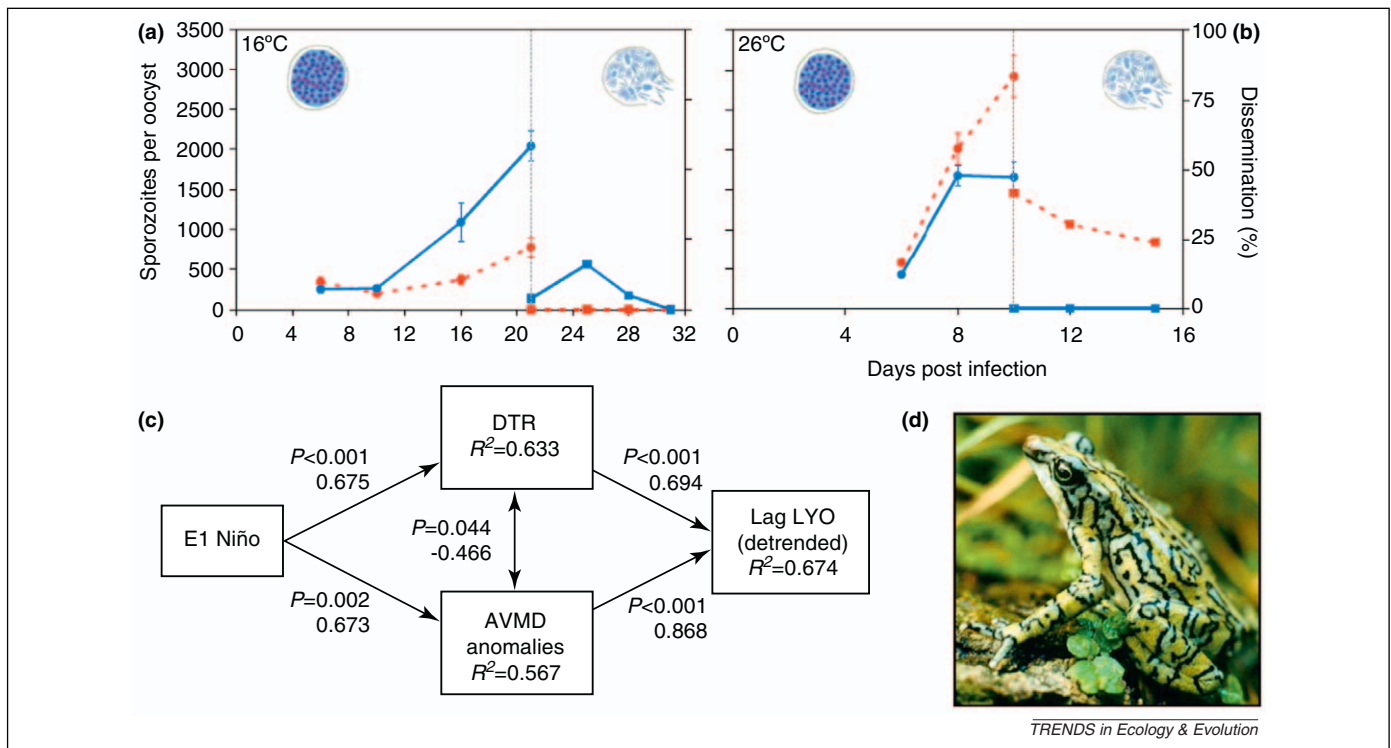 (a)
16ºC
Sporozoites per oocyst
3500
3000
2500
2000
1500
1000
500
0
0 4 8 12 16 20 24 28 32
26ºC
(b)
100
75
50
25
0
Dissemination (%)
0 4 8 12 16
Days post infection
(c)
E1 Niño
P<0.001
0.675
P=0.002
0.673
DTR
R²=0.633
P=0.044
-0.466
AVMD
anomalies
R²=0.567
P<0.001
0.694
P<0.001
0.868
Lag LYO
(detrended)
R²=0.674
(d)
TRENDS in Ecology & Evolution